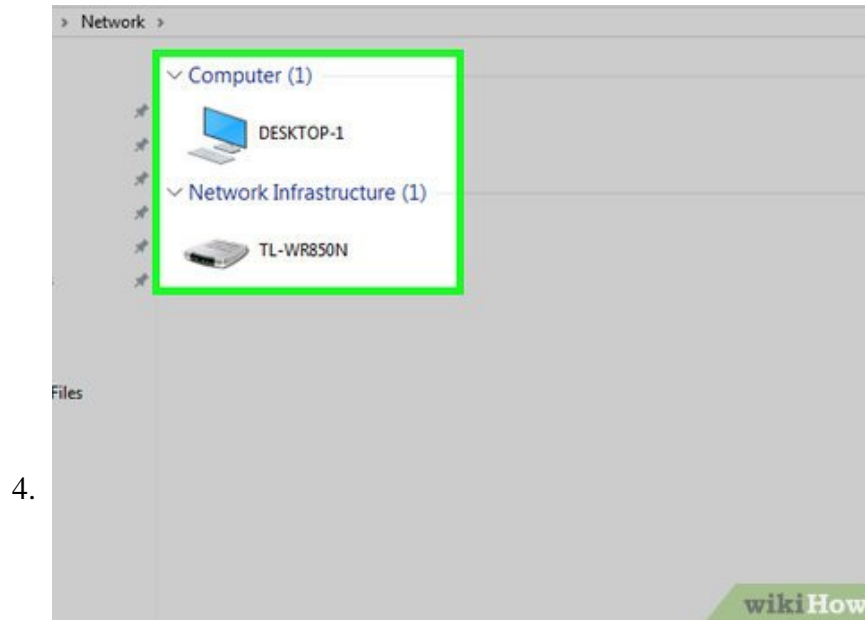 > Network >
Computer (1)
DESKTOP-1
Network Infrastructure (1)
TL-WR850N
Files
4.
wikiHow